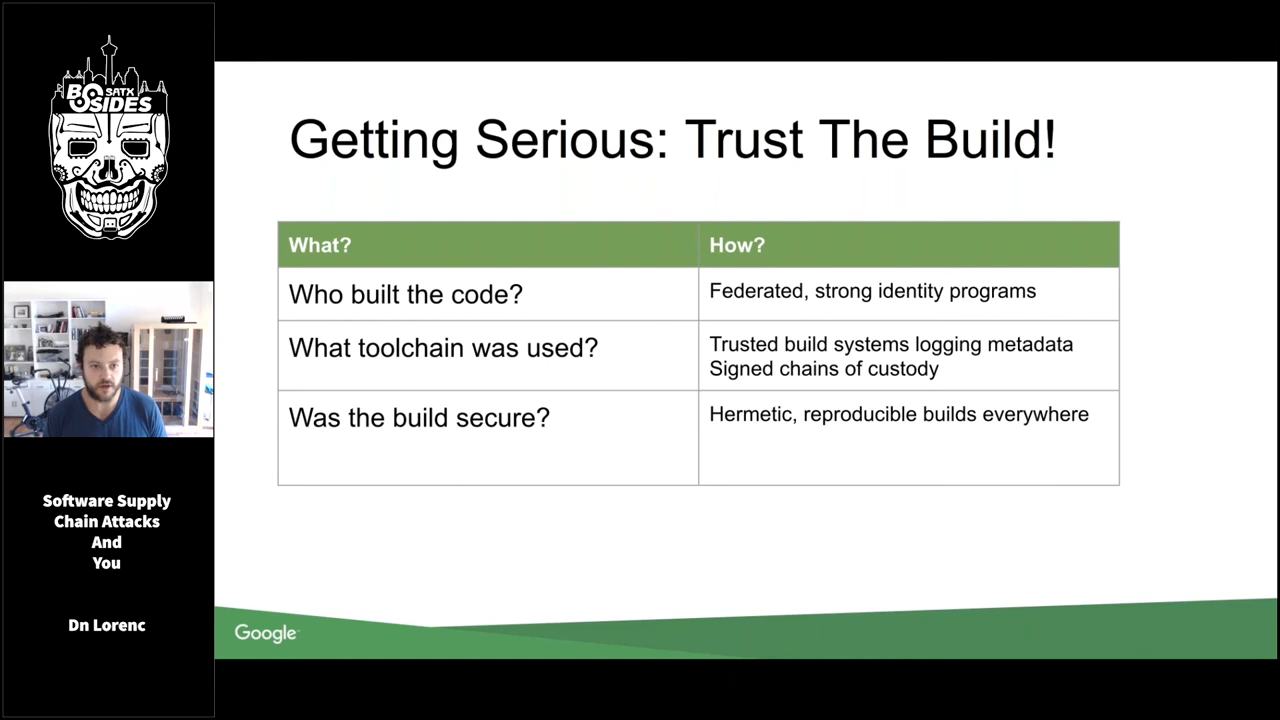 BSIDES
SATX
Getting Serious: Trust The Build!
What?
How?
Who built the code?
Federated, strong identity programs
What toolchain was used?
Trusted build systems logging metadata
Signed chains of custody
Was the build secure?
Hermetic, reproducible builds everywhere
Software Supply
Chain Attacks
And
You
Dn Lorenc
Google